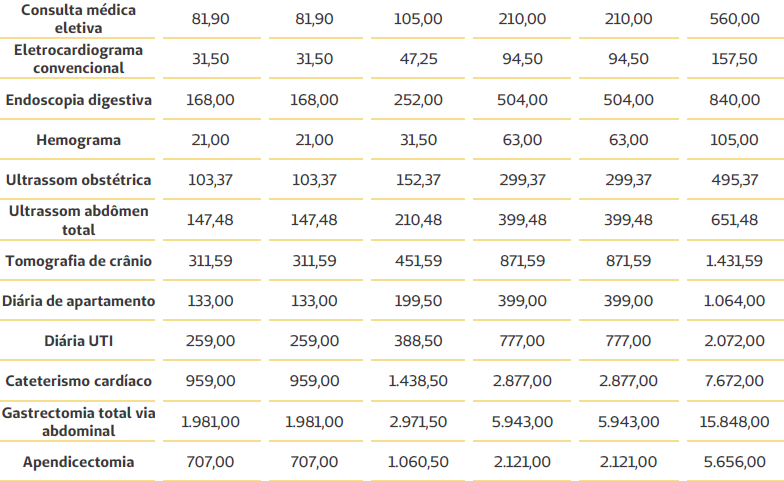 Consulta médica
eletiva
81,90 81,90 105,00 210,00 210,00 560,00
Eletrocardiograma
convencional
31,50 31,50 47,25 94,50 94,50 157,50
Endoscopia digestiva 168,00 168,00 252,00 504,00 504,00 840,00
Hemograma 21,00 21,00 31,50 63,00 63,00 105,00
Ultrassom obstétrica 103,37 103,37 152,37 299,37 299,37 495,37
Ultrassom abdômen
total
147,48 147,48 210,48 399,48 399,48 651,48
Tomografia de crânio 311,59 311,59 451,59 871,59 871,59 1.431,59
Diária de apartamento 133,00 133,00 199,50 399,00 399,00 1.064,00
Diária UTI 259,00 259,00 388,50 777,00 777,00 2.072,00
Cateterismo cardíaco 959,00 959,00 1.438,50 2.877,00 2.877,00 7.672,00
Gastrectomia total via
abdominal
1.981,00 1.981,00 2.971,50 5.943,00 5.943,00 15.848,00
Apendicectomia 707,00 707,00 1.060,50 2.121,00 2.121,00 5.656,00